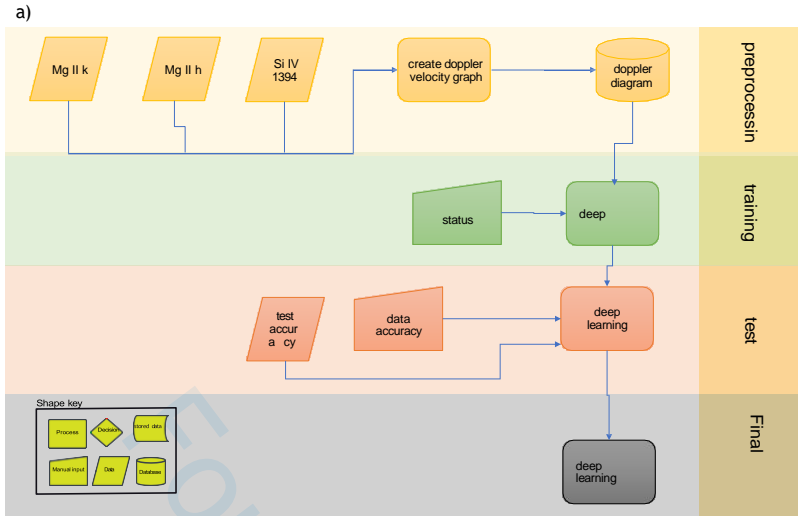 a)
Mg II k
Mg II h
Si IV
1394
create doppler
velocity graph
doppler
diagram
preprocessin
status
deep
training
test
accur
a cy
data
accuracy
deep
learning
test
Shape key
Process
Decision
stored data
Manual input
Data
Database
deep
learning
Final